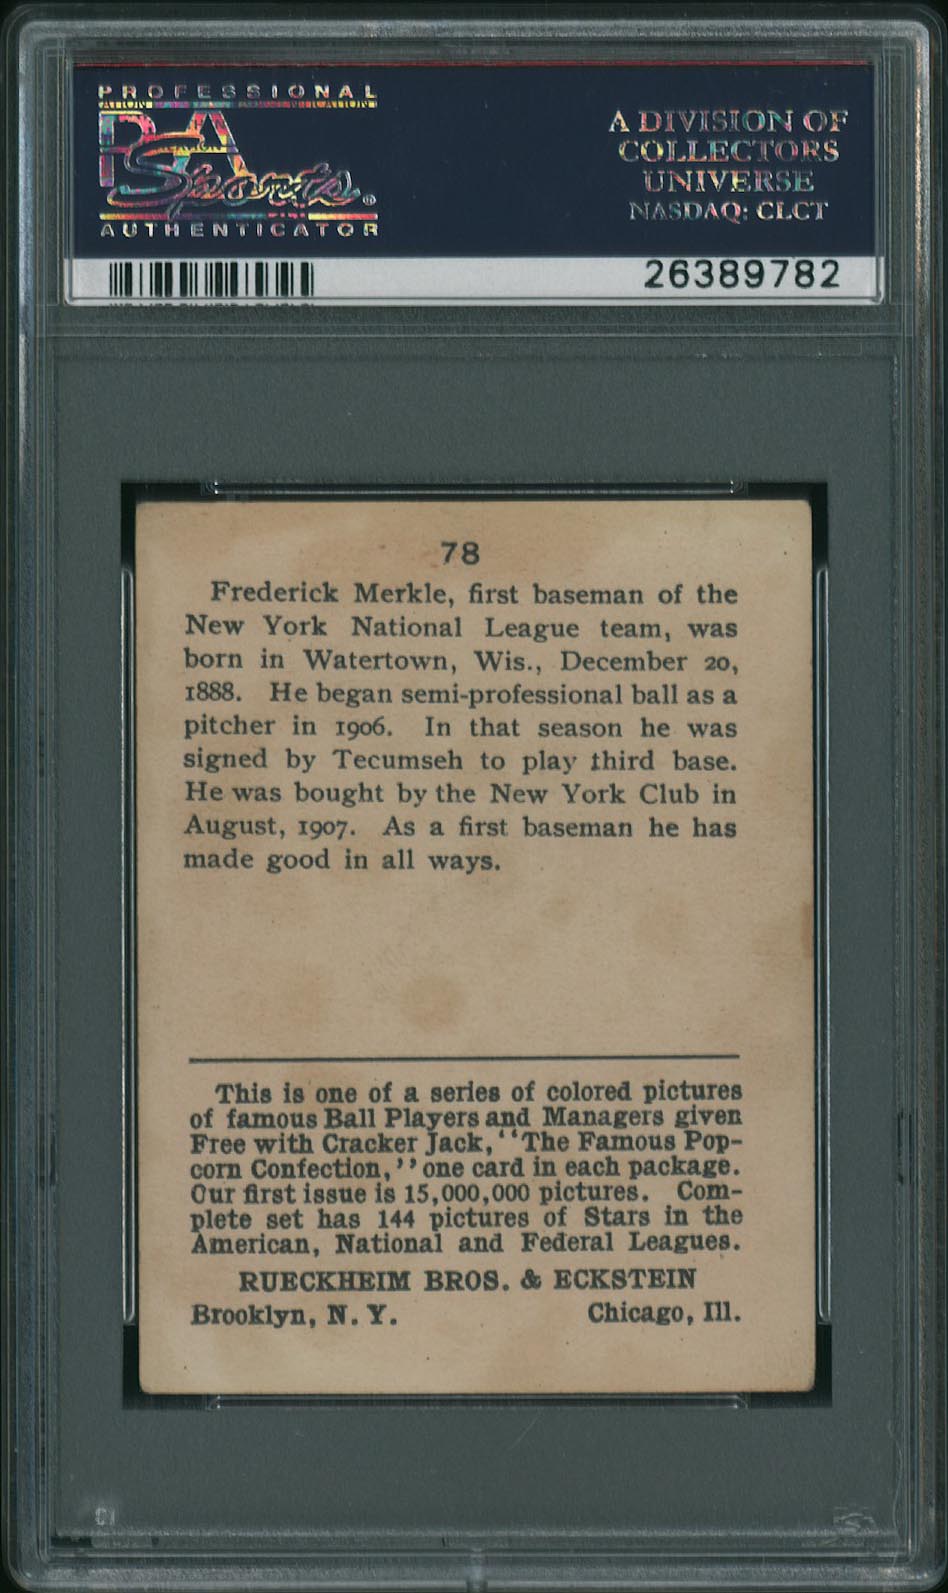 PROFESSIONAL
PSA
Sports®
AUTHENTICATOR
A DIVISION OF
COLLECTORS
UNIVERSE
NASDAQ: CLCT
26389782
78
Frederick Merkle, first baseman of the
New York National League team, was
born in Watertown, Wis., December 20,
1888. He began semi-professional ball as a
pitcher in 1906. In that season he was
signed by Tecumseh to play third base.
He was bought by the New York Club in
August, 1907. As a first baseman he has
made good in all ways.
This is one of a series of colored pictures
of famous Ball Players and Managers given
Free with Cracker Jack, "The Famous Pop-
corn Confection," one card in each package.
Our first issue is 15,000,000 pictures. Com-
plete set has 144 pictures of Stars in the
American, National and Federal Leagues.
RUECKHEIM BROS. & ECKSTEIN
Brooklyn, N. Y. Chicago, Ill.